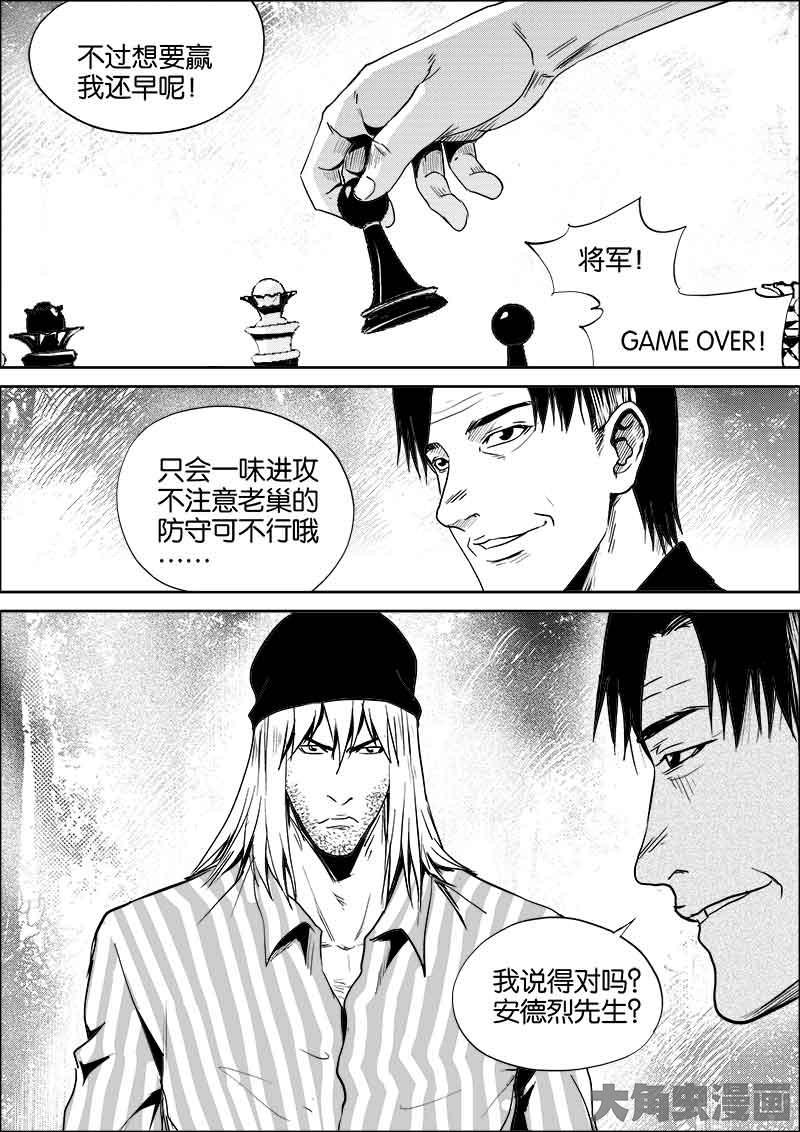 不过想要赢
我还早呢！
将军！
GAME OVER！
只会一味进攻
不注意老巢的
防守可不行哦
……
我说得对吗？
安德烈先生？
大角虫漫画